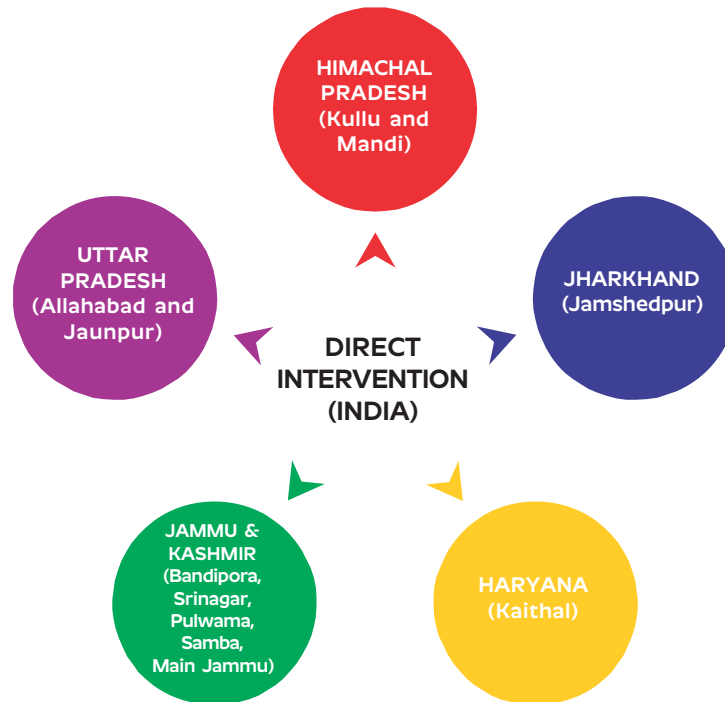 HIMACHAL
PRADESH
(Kullu and
Mandi)
UTTAR
PRADESH
(Allahabad and
Jaunpur)
JHARKHAND
(Jamshedpur)
DIRECT
INTERVENTION
(INDIA)
JAMMU &
KASHMIR
(Bandipora,
Srinagar,
Pulwama,
Samba,
Main Jammu)
HARYANA
(Kaithal)